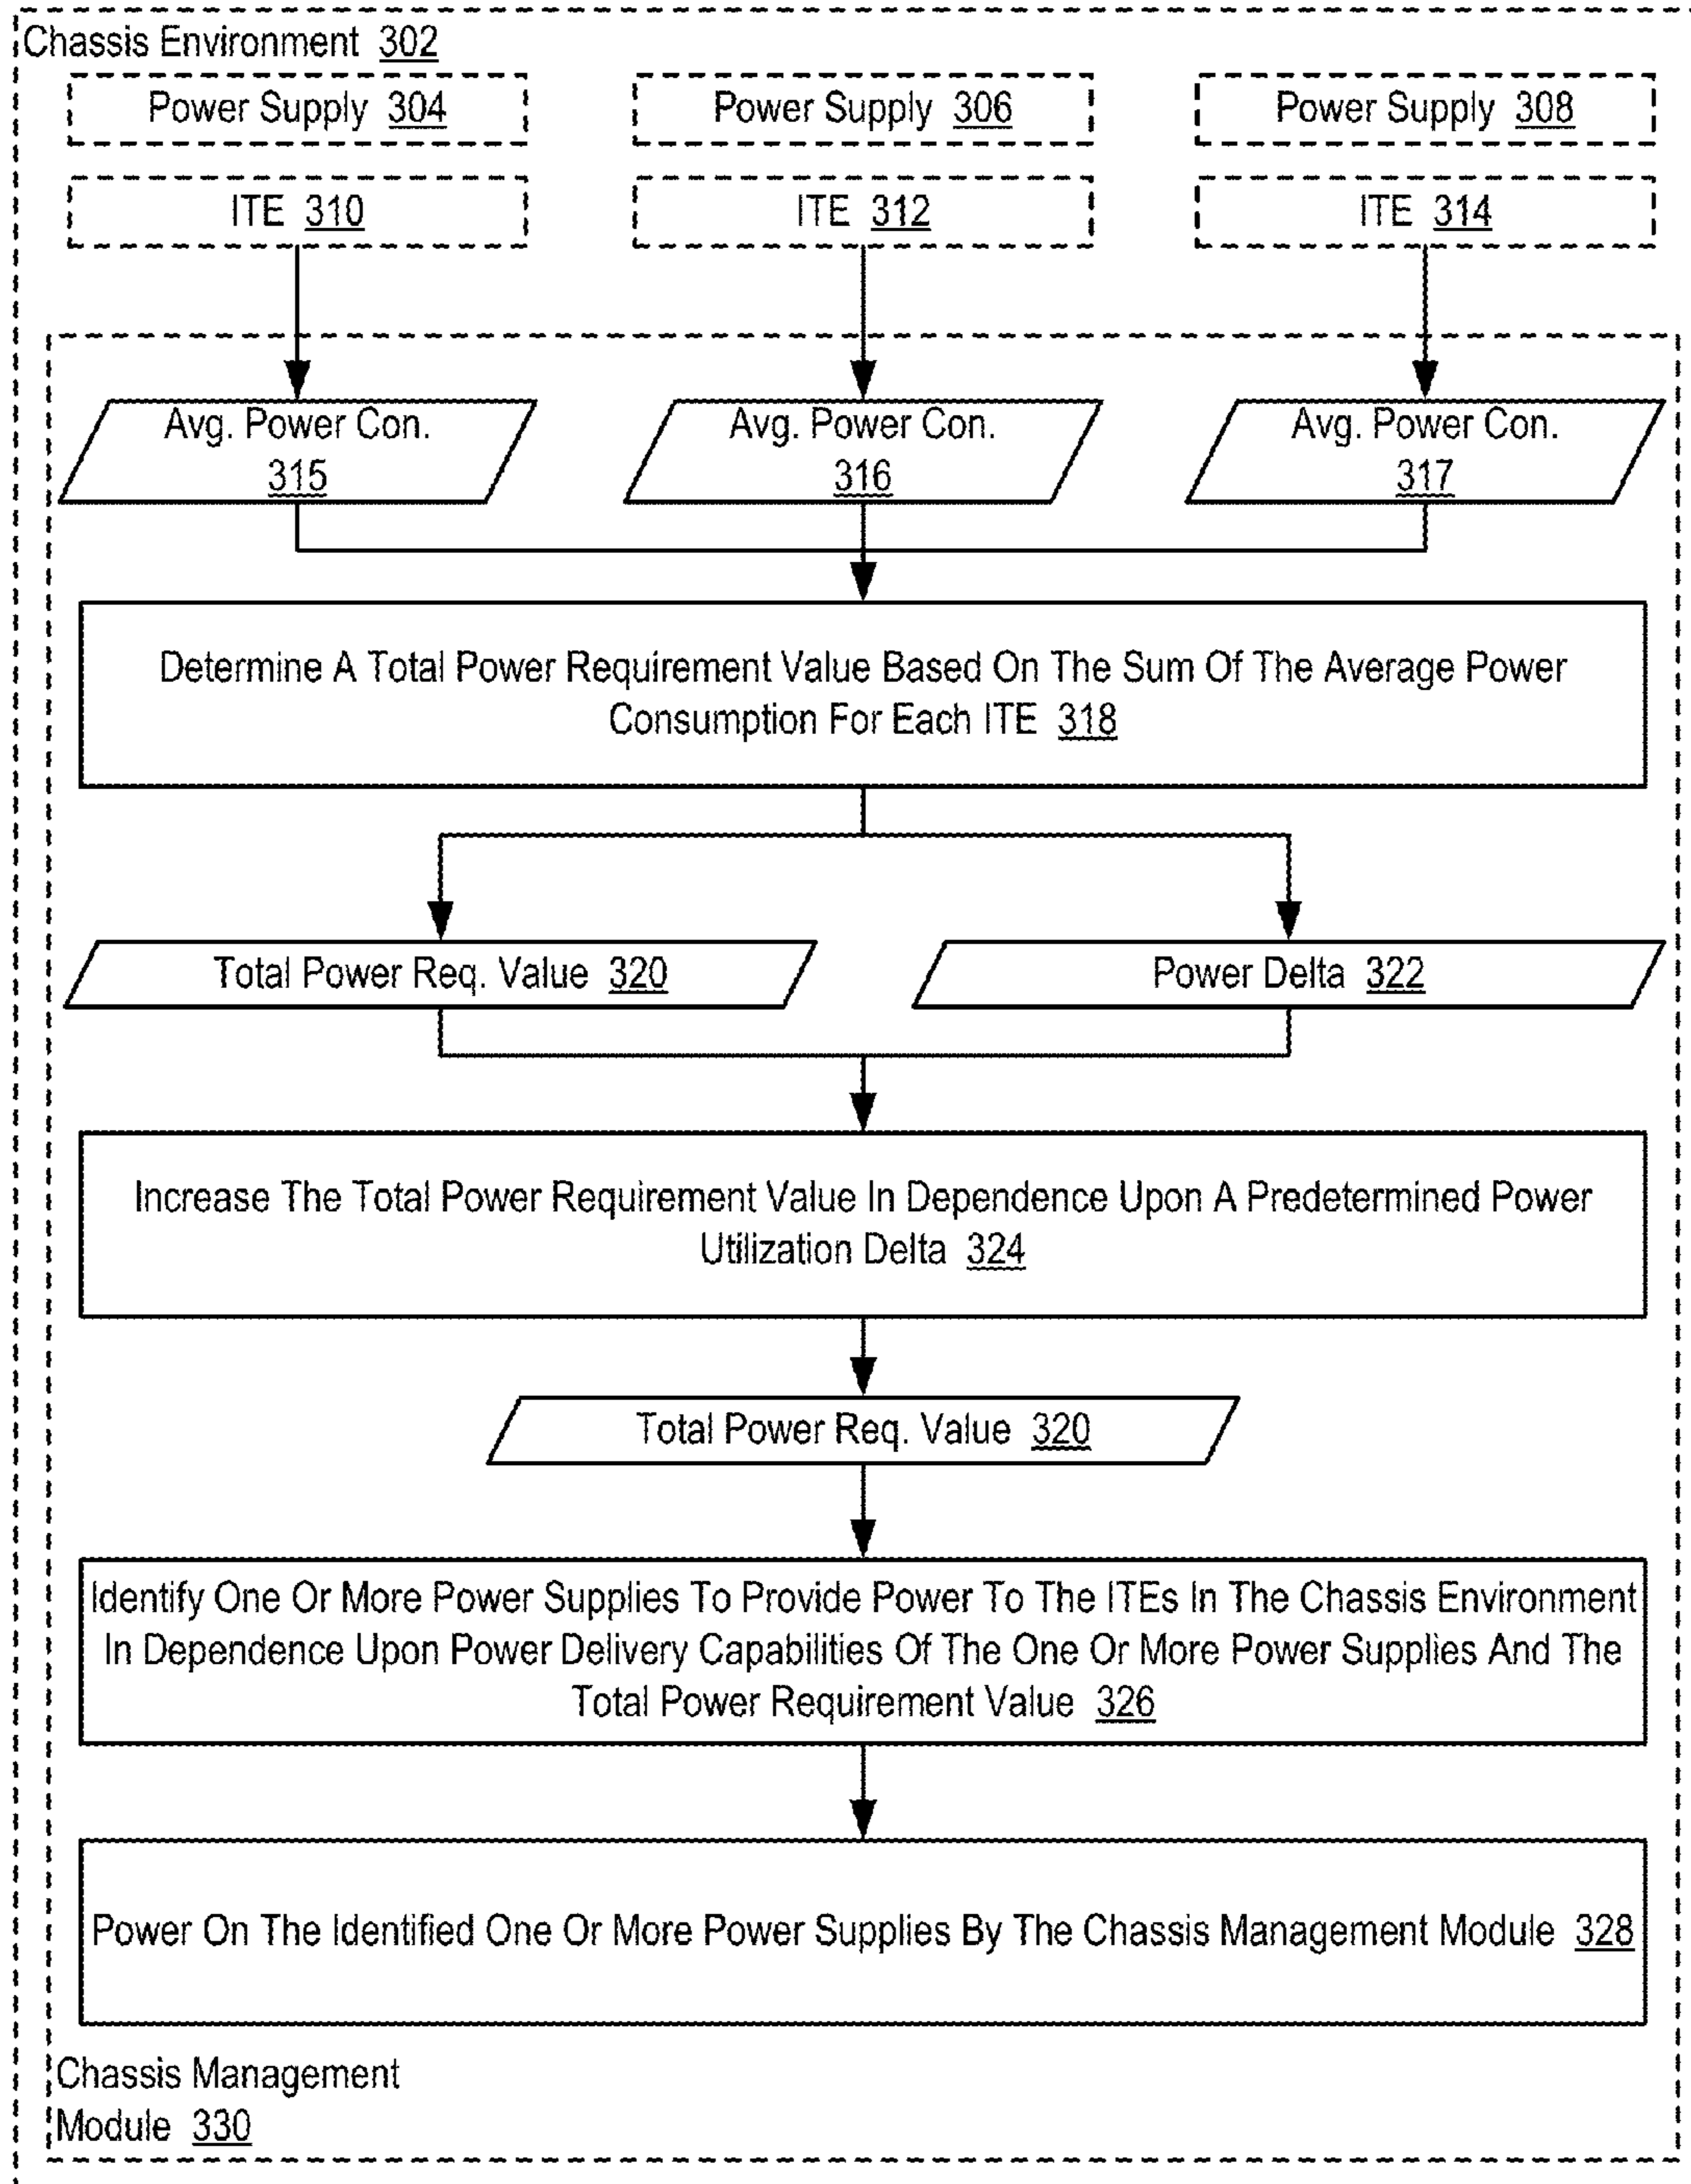 Chassis Environment 302
Power Supply 304
Power Supply 306
Power Supply 308
ITE 310
ITE 312
ITE 314
Avg. Power Con.
315
Avg. Power Con.
316
Avg. Power Con.
317
Determine A Total Power Requirement Value Based On The Sum Of The Average Power
Consumption For Each ITE 318
Total Power Req. Value 320
Power Delta 322
Increase The Total Power Requirement Value In Dependence Upon A Predetermined Power
Utilization Delta 324
Total Power Req. Value 320
Identify One Or More Power Supplies To Provide Power To The ITEs In The Chassis Environment
In Dependence Upon Power Delivery Capabilities Of The One Or More Power Supplies And The
Total Power Requirement Value 326
Power On The Identified One Or More Power Supplies By The Chassis Management Module 328
Chassis Management
Module 330